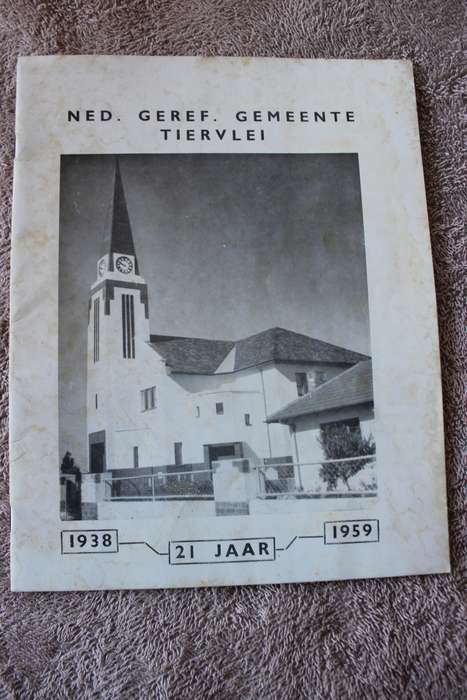 NED. GEREF. GEMEENTE
TIERVLEI
1938
21 JAAR
1959